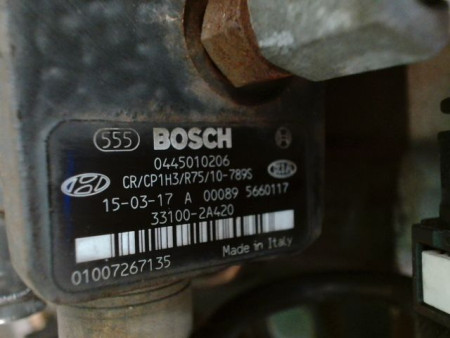 555 BOSCH
0445010206
CR/CP1H3/R75/10-789S
KIA
15-03-17 A 00089 5660117
33100-2A420
Made in Italy
01007267135